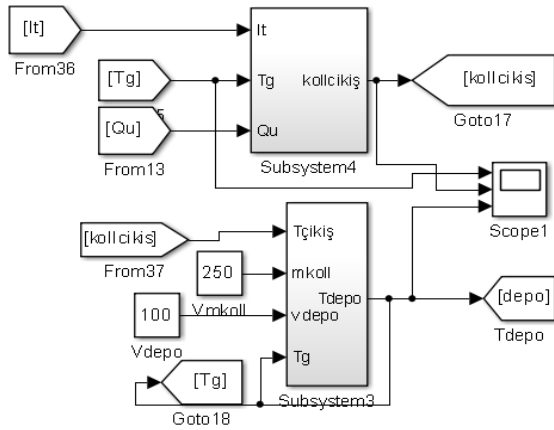 [It]
It
From36
[Tg]
Tg
kollcikiş
[kollcikis]
5
Goto17
[Qu]
Qu
From13
Subsystem4
Scope1
[kollcikis]
Tçikiş
From37
250
mkoll
Vmkoll
Tdepo
[depo]
100
vdepo
Tdepo
Vdepo
[Tg]
Tg
Goto18
Subsystem3